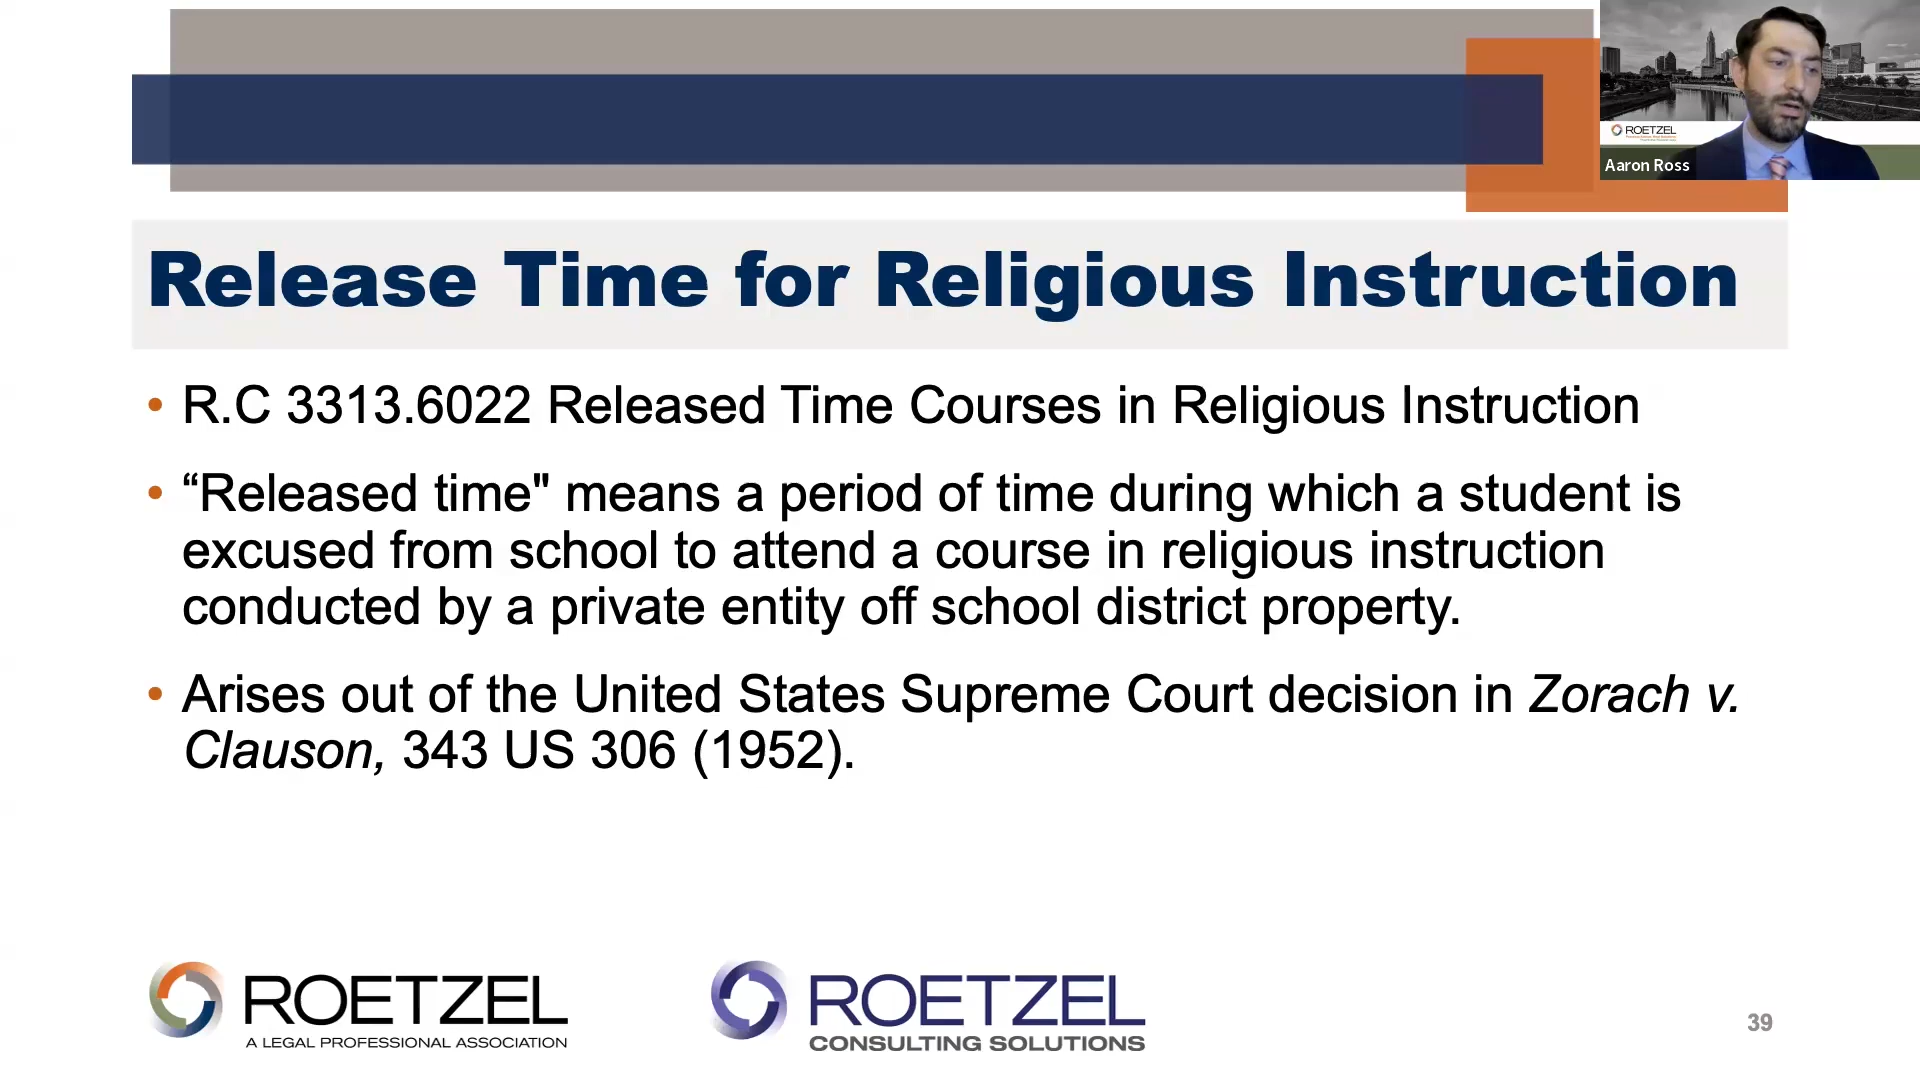 ROETZEL
Aaron Ross
Release Time for Religious Instruction
• R.C 3313.6022 Released Time Courses in Religious Instruction
• “Released time" means a period of time during which a student is
excused from school to attend a course in religious instruction
conducted by a private entity off school district property.
• Arises out of the United States Supreme Court decision in Zorach v.
Clauson, 343 US 306 (1952).
ROETZEL
A LEGAL PROFESSIONAL ASSOCIATION
ROETZEL
CONSULTING SOLUTIONS
39